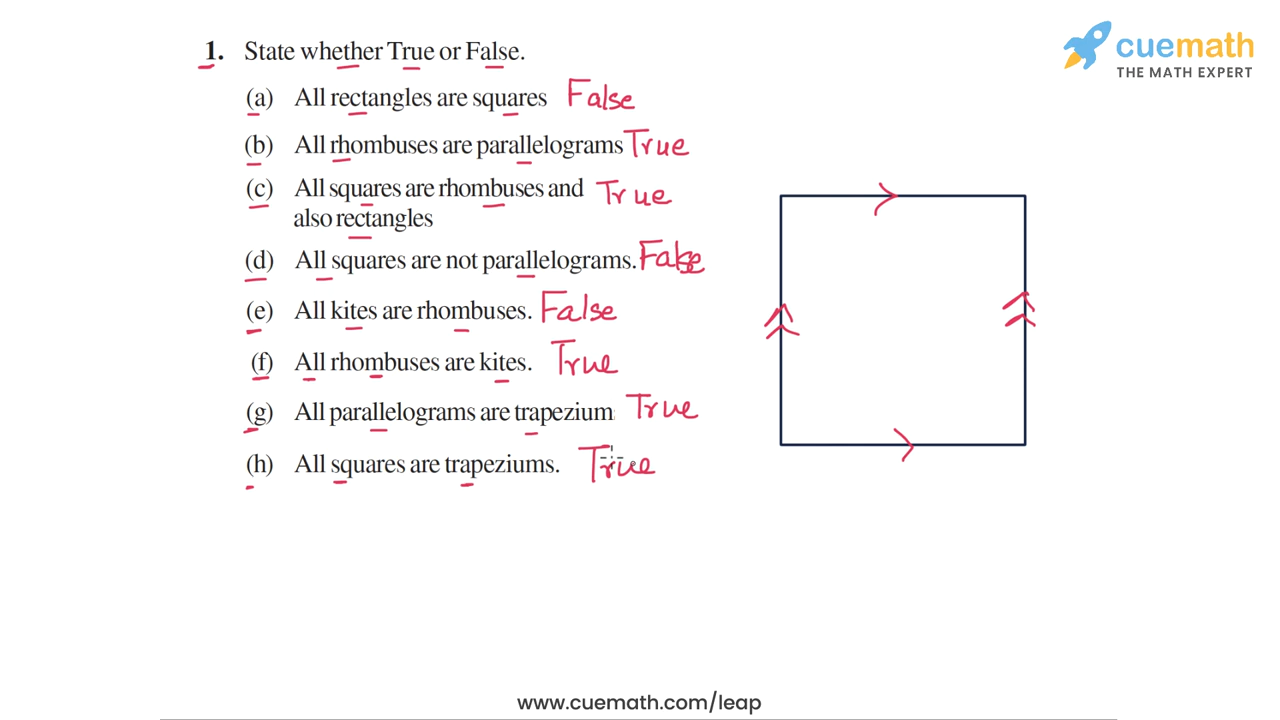 cuemath
THE MATH EXPERT
1. State whether True or False.
(a) All rectangles are squares False
(b) All rhombuses are parallelograms True
(c) All squares are rhombuses and True
also rectangles
(d) All squares are not parallelograms. False
(e) All kites are rhombuses. False
(f) All rhombuses are kites. True
(g) All parallelograms are trapezium True
(h) All squares are trapeziums. True
www.cuemath.com/leap